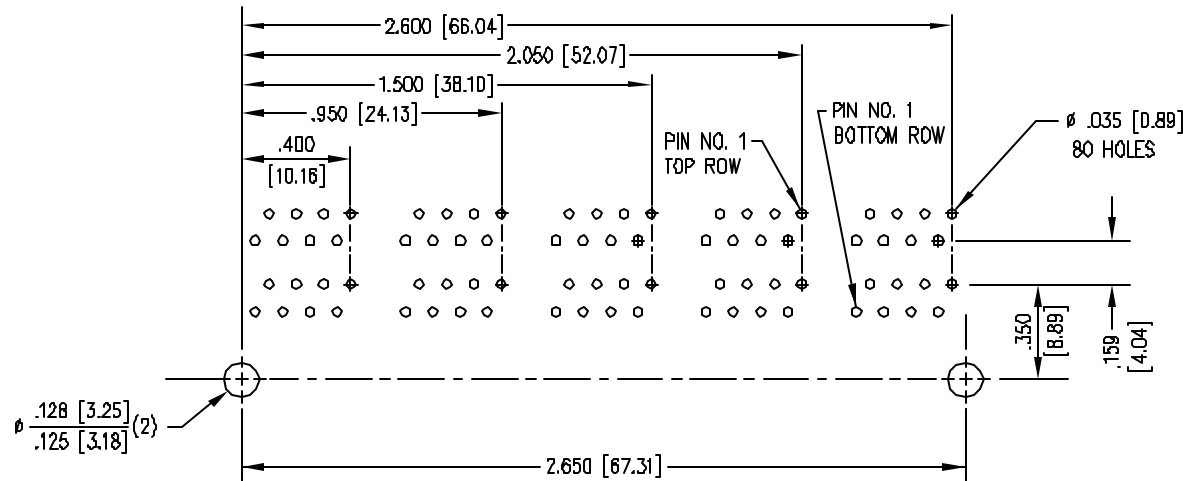 2.600 [66.04]
2.050 [52.07]
1.500 [38.10]
.950 [24.13]
.400
[10.16]
PIN NO. 1
TOP ROW
PIN NO. 1
BOTTOM ROW
ø .035 [0.89]
80 HOLES
.350
[8.89]
.159
[4.04]
ø .128 [3.25]
.125 [3.18] (2)
2.650 [67.31]